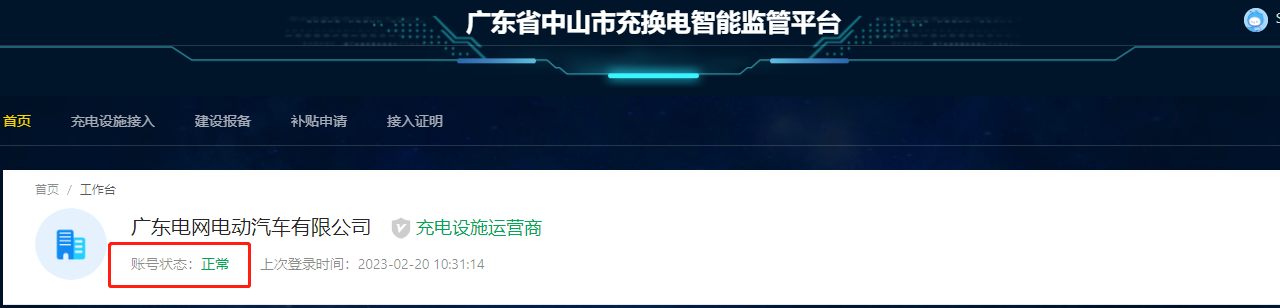 广东省中山市充换电智能监管平台
首页 充电设施接入 建设报备 补贴申请 接入证明
首页 / 工作台
广东电网电动汽车有限公司 充电设施运营商
账号状态：正常 上次登录时间：2023-02-20 10:31:14